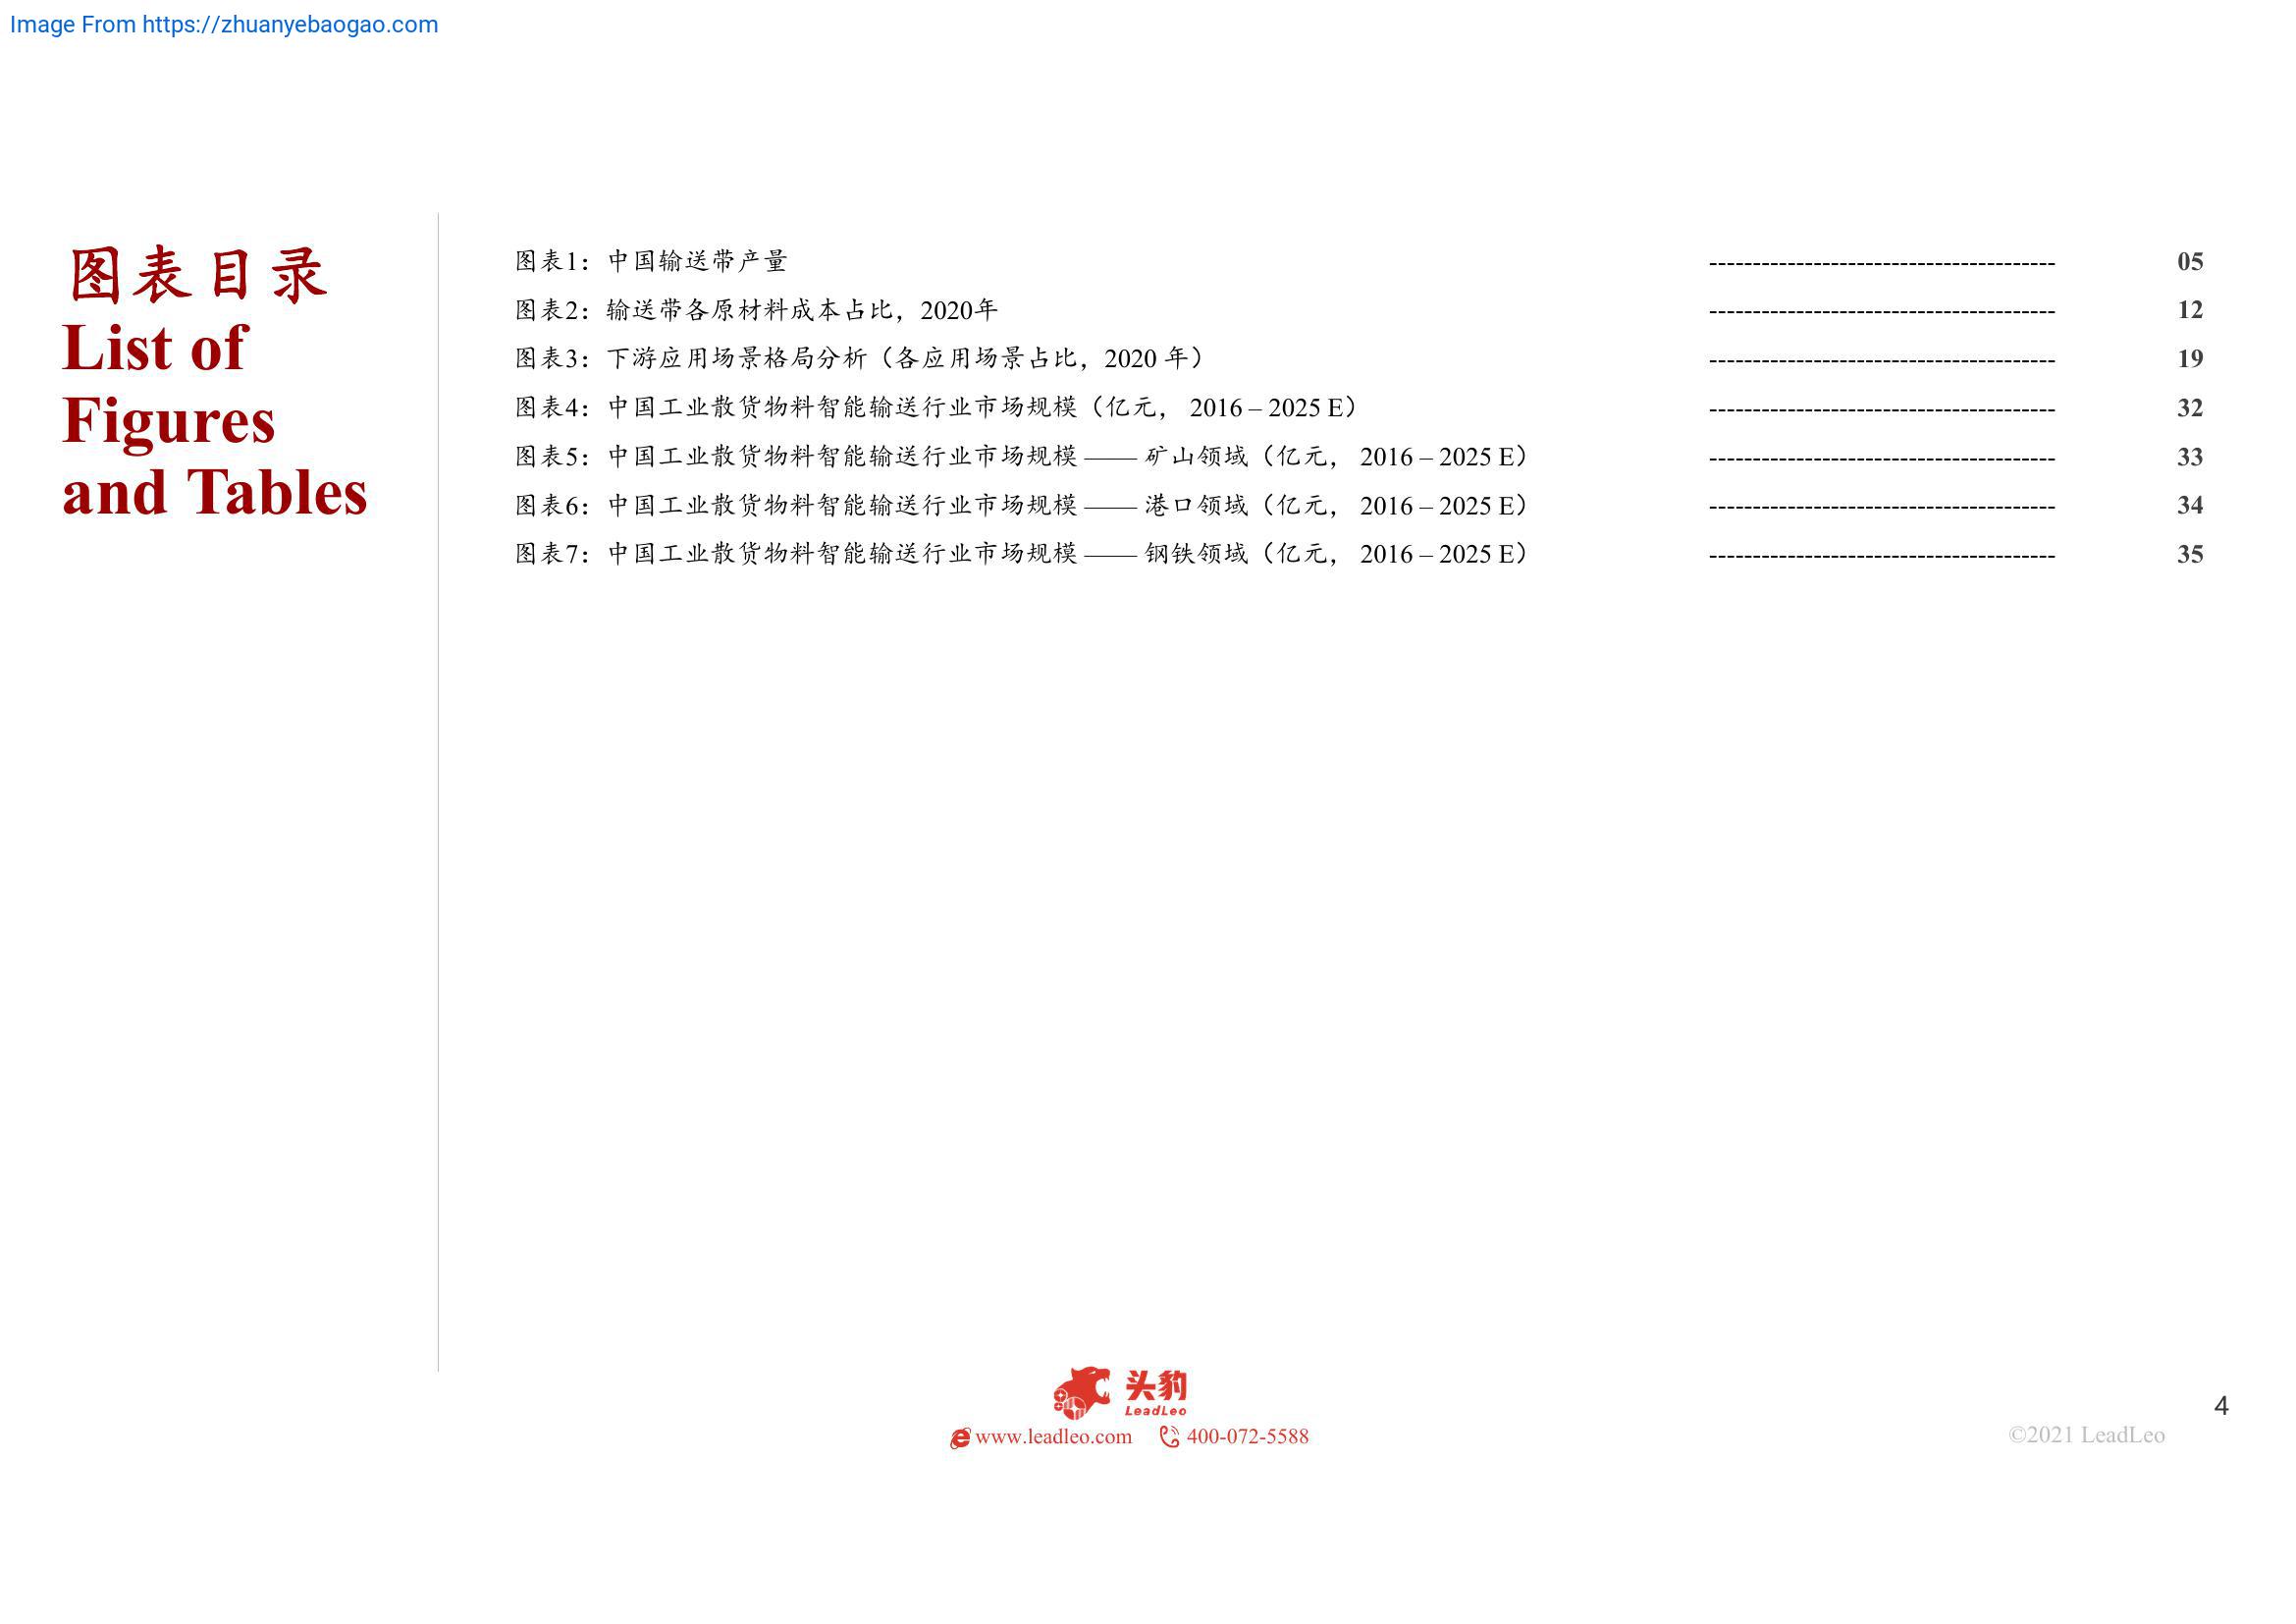 Image From https://zhuanyebaogao.com
图表目录
List of
Figures
and Tables
图表1：中国输送带产量 ---------------------------------------- 05
图表2：输送带各原材料成本占比，2020年 ---------------------------------------- 12
图表3：下游应用场景格局分析（各应用场景占比，2020 年） ---------------------------------------- 19
图表4：中国工业散货物料智能输送行业市场规模（亿元， 2016 – 2025 E） ---------------------------------------- 32
图表5：中国工业散货物料智能输送行业市场规模 —— 矿山领域（亿元， 2016 – 2025 E） ---------------------------------------- 33
图表6：中国工业散货物料智能输送行业市场规模 —— 港口领域（亿元， 2016 – 2025 E） ---------------------------------------- 34
图表7：中国工业散货物料智能输送行业市场规模 —— 钢铁领域（亿元， 2016 – 2025 E） ---------------------------------------- 35
头豹
LeadLeo
www.leadleo.com 400-072-5588
4
©2021 LeadLeo